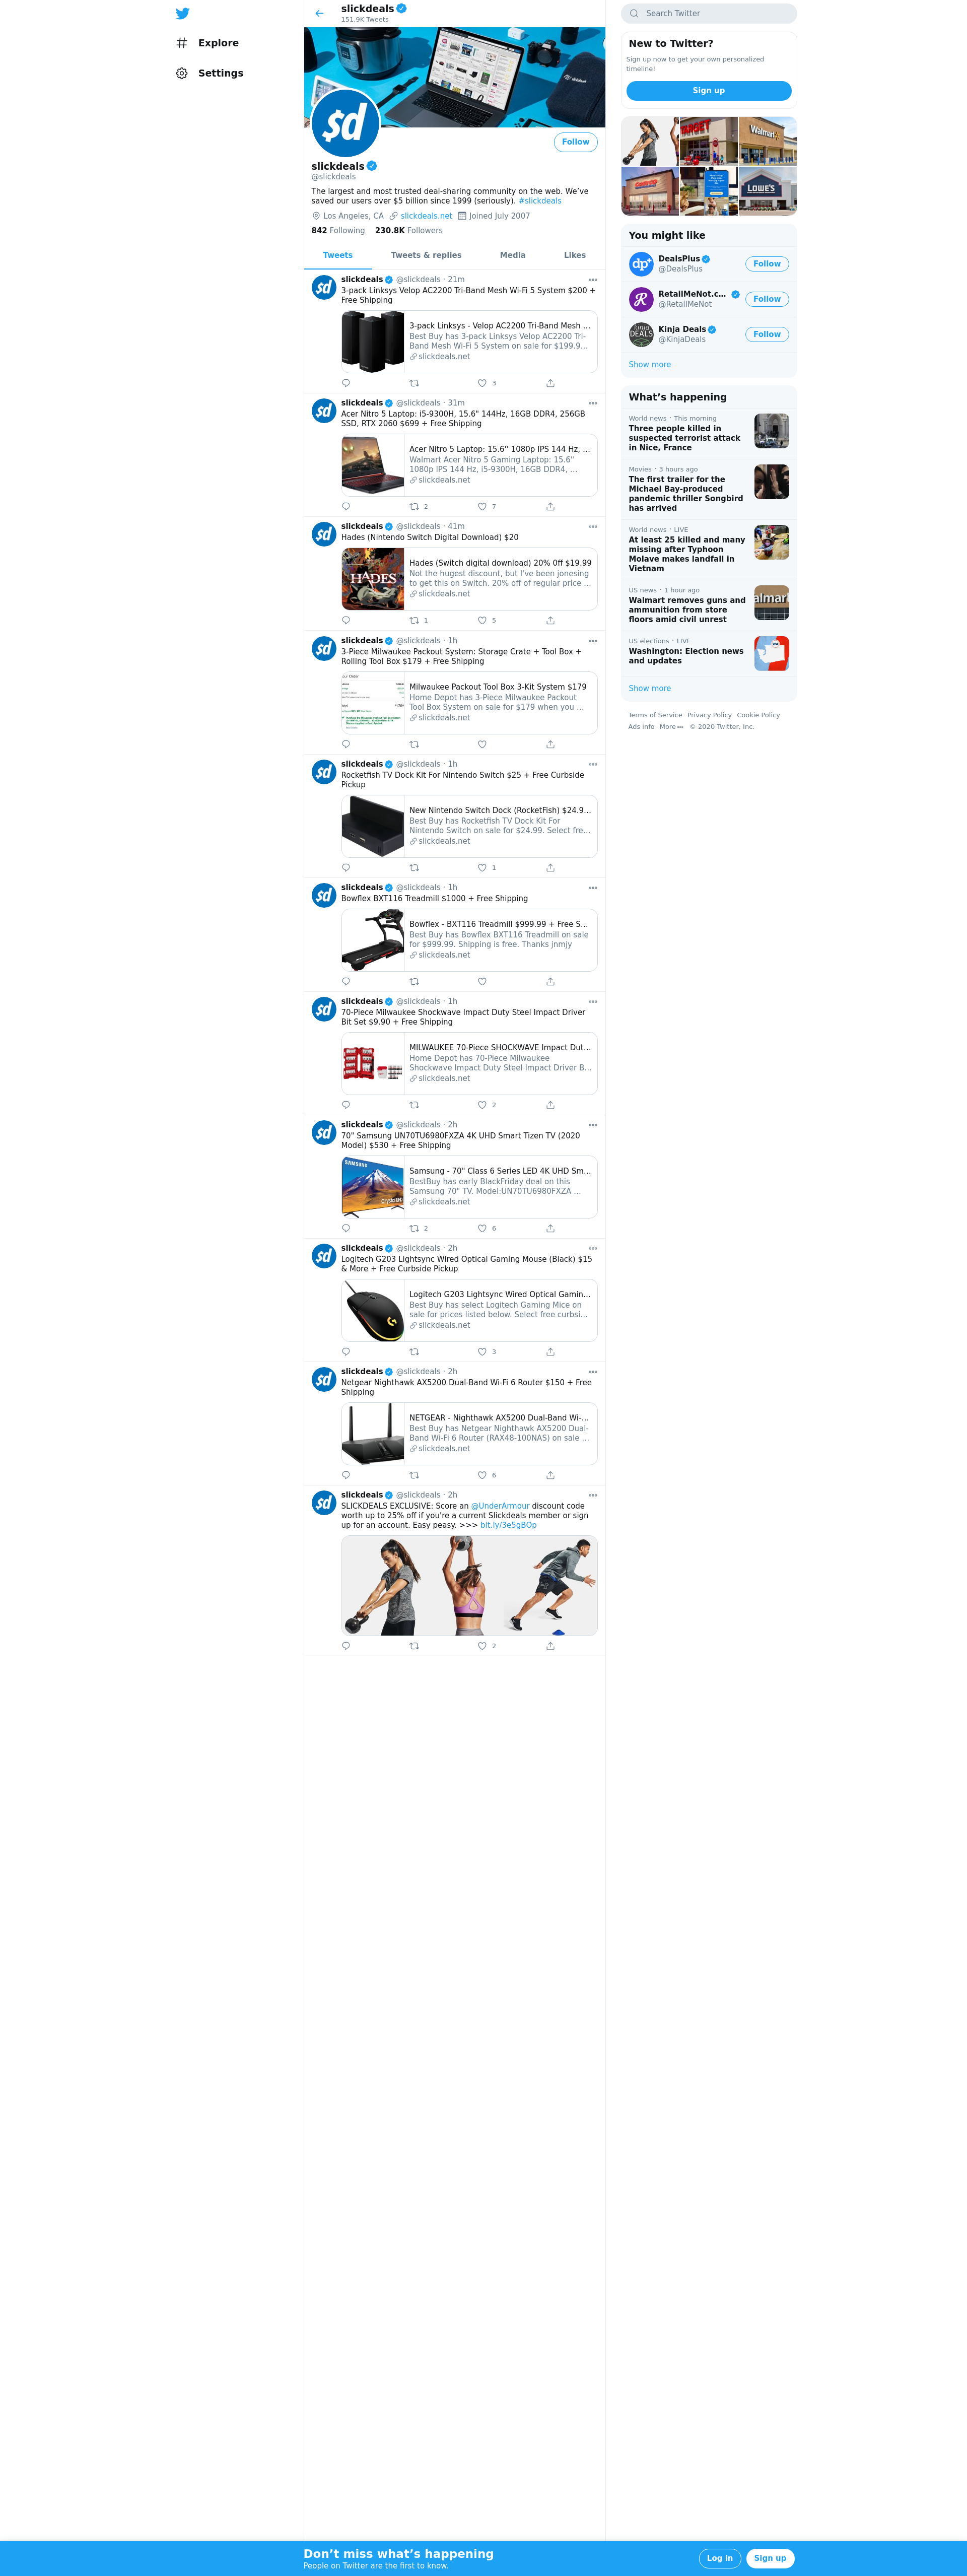 Explore
Settings
slickdeals
151.9K Tweets
$d
Follow
slickdeals
@slickdeals
The largest and most trusted deal-sharing community on the web. We’ve
saved our users over $5 billion since 1999 (seriously). #slickdeals
Los Angeles, CA slickdeals.net Joined July 2007
842 Following 230.8K Followers
Tweets Tweets & replies Media Likes
slickdeals @slickdeals · 21m
3-pack Linksys Velop AC2200 Tri-Band Mesh Wi-Fi 5 System $200 +
Free Shipping
3-pack Linksys - Velop AC2200 Tri-Band Mesh ...
Best Buy has 3-pack Linksys Velop AC2200 Tri-
Band Mesh Wi-Fi 5 System on sale for $199.9...
slickdeals.net
3
slickdeals @slickdeals · 31m
Acer Nitro 5 Laptop: i5-9300H, 15.6" 144Hz, 16GB DDR4, 256GB
SSD, RTX 2060 $699 + Free Shipping
Acer Nitro 5 Laptop: 15.6'' 1080p IPS 144 Hz, ...
Walmart Acer Nitro 5 Gaming Laptop: 15.6''
1080p IPS 144 Hz, i5-9300H, 16GB DDR4, ...
slickdeals.net
2 7
slickdeals @slickdeals · 41m
Hades (Nintendo Switch Digital Download) $20
HADES
Hades (Switch digital download) 20% 0ff $19.99
Not the hugest discount, but I've been jonesing
to get this on Switch. 20% off of regular price ...
slickdeals.net
1 5
slickdeals @slickdeals · 1h
3-Piece Milwaukee Packout System: Storage Crate + Tool Box +
Rolling Tool Box $179 + Free Shipping
Milwaukee Packout Tool Box 3-Kit System $179
Home Depot has 3-Piece Milwaukee Packout
Tool Box System on sale for $179 when you ...
slickdeals.net
slickdeals @slickdeals · 1h
Rocketfish TV Dock Kit For Nintendo Switch $25 + Free Curbside
Pickup
New Nintendo Switch Dock (RocketFish) $24.9...
Best Buy has Rocketfish TV Dock Kit For
Nintendo Switch on sale for $24.99. Select fre...
slickdeals.net
1
slickdeals @slickdeals · 1h
Bowflex BXT116 Treadmill $1000 + Free Shipping
Bowflex - BXT116 Treadmill $999.99 + Free S...
Best Buy has Bowflex BXT116 Treadmill on sale
for $999.99. Shipping is free. Thanks jnmjy
slickdeals.net
slickdeals @slickdeals · 1h
70-Piece Milwaukee Shockwave Impact Duty Steel Impact Driver
Bit Set $9.90 + Free Shipping
MILWAUKEE 70-Piece SHOCKWAVE Impact Dut...
Home Depot has 70-Piece Milwaukee
Shockwave Impact Duty Steel Impact Driver B...
slickdeals.net
2
slickdeals @slickdeals · 2h
70" Samsung UN70TU6980FXZA 4K UHD Smart Tizen TV (2020
Model) $530 + Free Shipping
SAMSUNG
Samsung - 70" Class 6 Series LED 4K UHD Sm...
BestBuy has early BlackFriday deal on this
Samsung 70" TV. Model:UN70TU6980FXZA ...
slickdeals.net
2 6
slickdeals @slickdeals · 2h
Logitech G203 Lightsync Wired Optical Gaming Mouse (Black) $15
& More + Free Curbside Pickup
Logitech G203 Lightsync Wired Optical Gamin...
Best Buy has select Logitech Gaming Mice on
sale for prices listed below. Select free curbsi...
slickdeals.net
3
slickdeals @slickdeals · 2h
Netgear Nighthawk AX5200 Dual-Band Wi-Fi 6 Router $150 + Free
Shipping
NETGEAR - Nighthawk AX5200 Dual-Band Wi-...
Best Buy has Netgear Nighthawk AX5200 Dual-
Band Wi-Fi 6 Router (RAX48-100NAS) on sale ...
slickdeals.net
6
slickdeals @slickdeals · 2h
SLICKDEALS EXCLUSIVE: Score an @UnderArmour discount code
worth up to 25% off if you're a current Slickdeals member or sign
up for an account. Easy peasy. >>> bit.ly/3e5gBOp
2
Search Twitter
New to Twitter?
Sign up now to get your own personalized
timeline!
Sign up
TARGET
Walmart
LOWE'S
You might like
dp
DealsPlus
@DealsPlus
Follow
RetailMeNot.c...
@RetailMeNot
Follow
Kinja DEALS
Kinja Deals
@KinjaDeals
Follow
Show more
What’s happening
World news · This morning
Three people killed in
suspected terrorist attack
in Nice, France
Movies · 3 hours ago
The first trailer for the
Michael Bay-produced
pandemic thriller Songbird
has arrived
World news · LIVE
At least 25 killed and many
missing after Typhoon
Molave makes landfall in
Vietnam
US news · 1 hour ago
Walmart removes guns and
ammunition from store
floors amid civil unrest
US elections · LIVE
Washington: Election news
and updates
Show more
Terms of Service Privacy Policy Cookie Policy
Ads info More © 2020 Twitter, Inc.
Don’t miss what’s happening
People on Twitter are the first to know.
Log in
Sign up